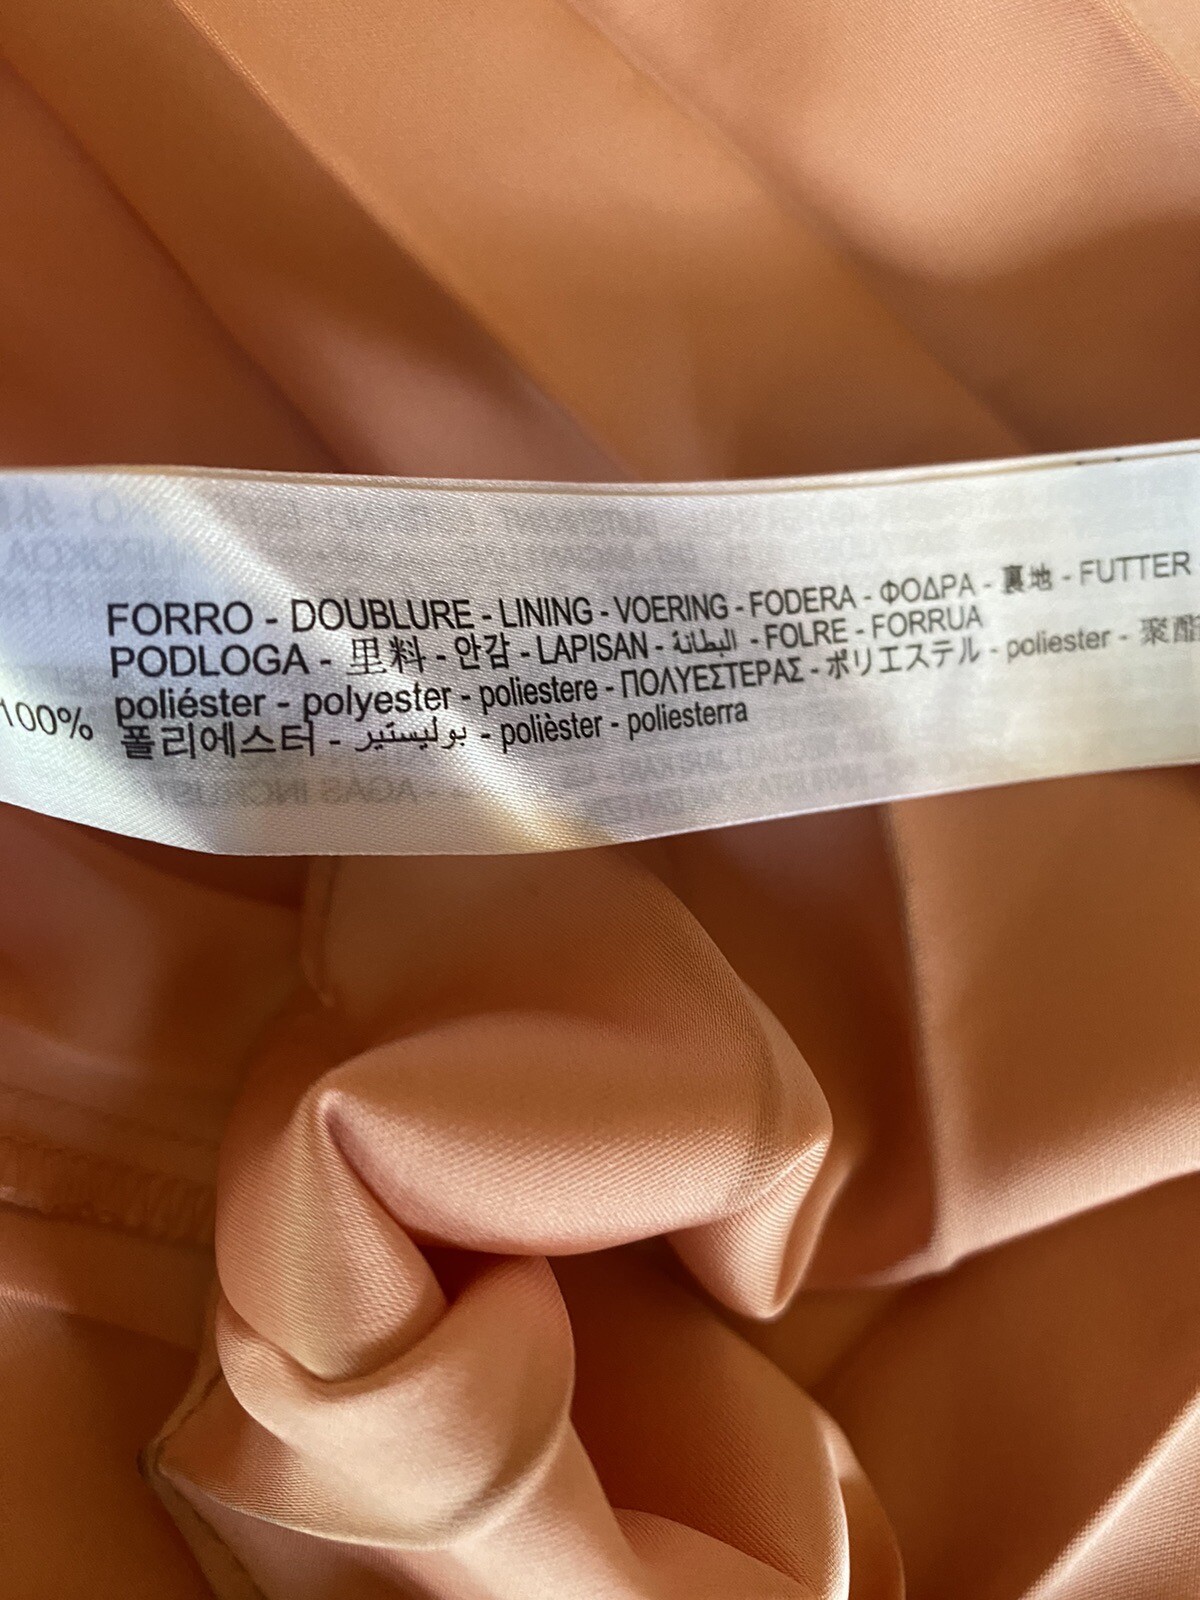 FORRO - DOUBLURE - LINING - VOERING - FODERA - ΦΟΔΡΑ - 裏地 - FUTTER
PODLOGA - 里料 - 안감 - LAPISAN - البطانة - FOLRE - FORRUA
100% poliéster - polyester - poliestere - ΠΟΛΥΕΣΤΕΡΑΣ - ポリエステル - poliester - 聚酯
폴리에스터 - بوليستير - polièster - poliesterra